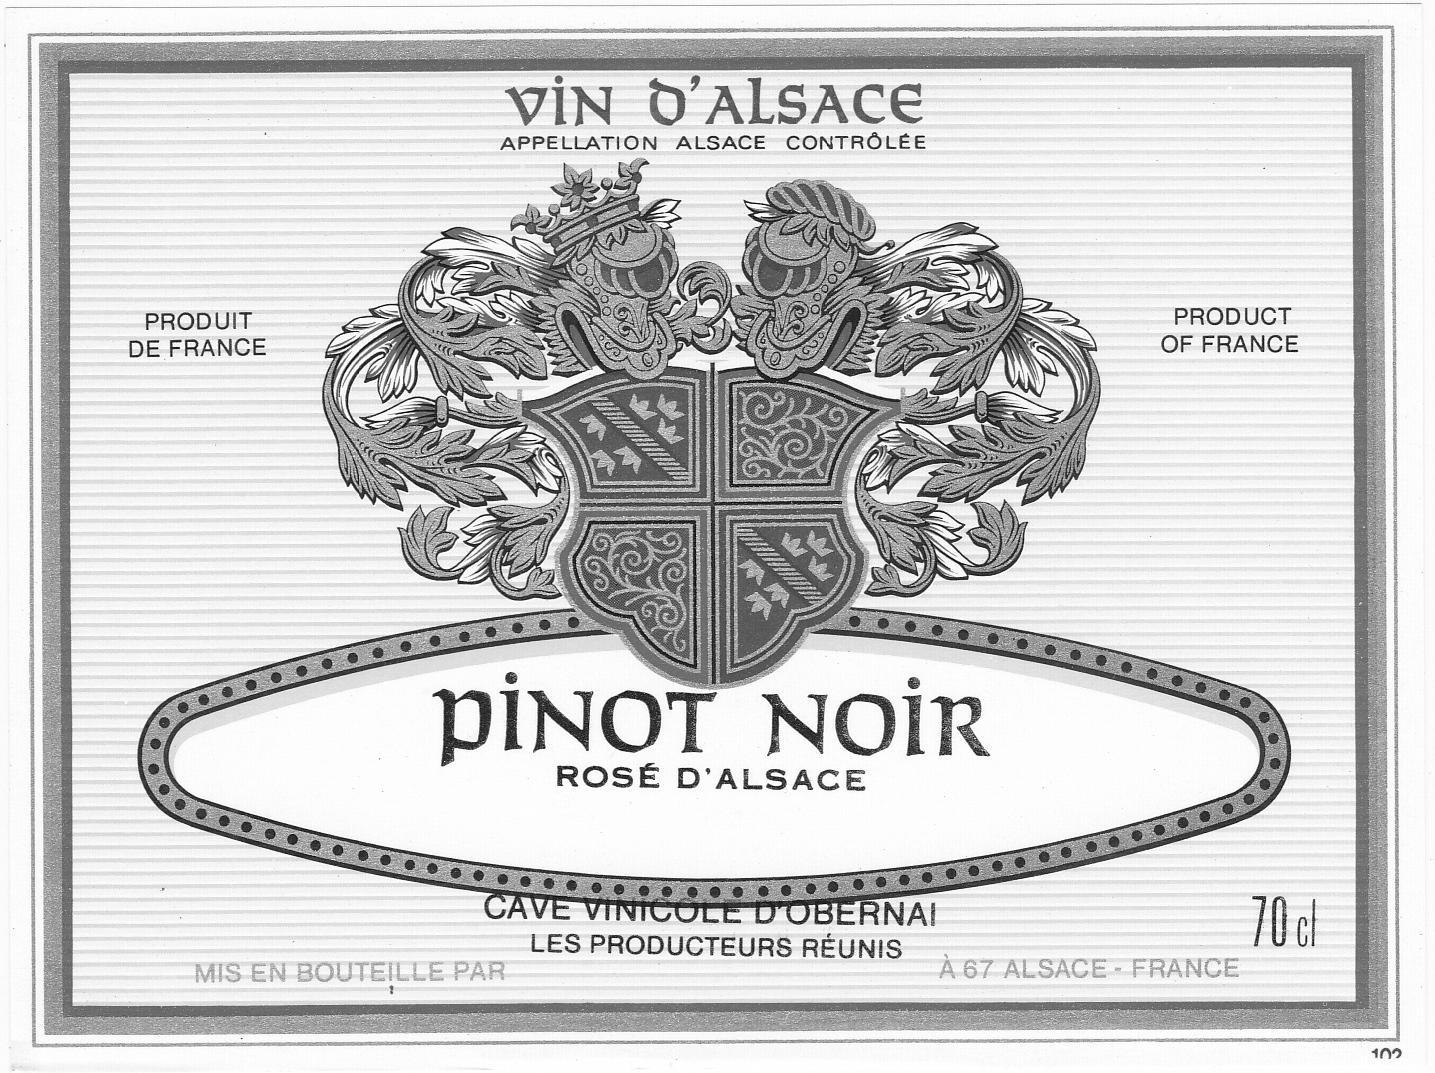 VIN D'ALSACE
APPELLATION ALSACE CONTRÔLÉE
PRODUIT
DE FRANCE
PRODUCT
OF FRANCE
PINOT NOIR
ROSÉ D'ALSACE
CAVE VINICOLE D'OBERNAI
LES PRODUCTEURS RÉUNIS
70 cl
MIS EN BOUTEILLE PAR
À 67 ALSACE - FRANCE
102